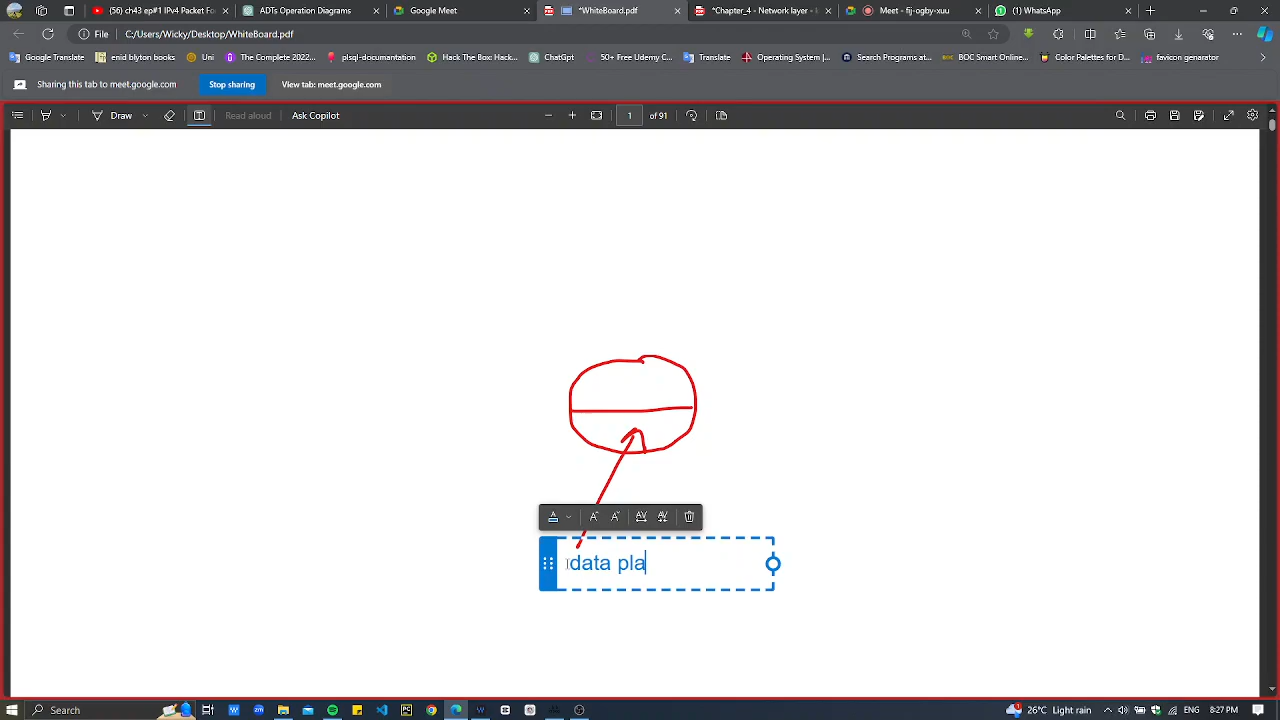 (56) ch43 ep#1 IPv4 Packet Fo
ADTs Operation Diagrams
Google Meet
*WhiteBoard.pdf
*Chapter_4 - Network layer -
Meet - fij-ogby-xuu
(1) WhatsApp
File
C:/Users/Wicky/Desktop/WhiteBoard.pdf
Google Translate
enid blyton books
Uni
The Complete 2022...
plsql-documentation
Hack The Box: Hack...
ChatGpt
50+ Free Udemy C...
Translate
Operating System |...
Search Programs at...
BOC Smart Online...
Color Palettes for D...
favicon generator
Sharing this tab to meet.google.com
Stop sharing
View tab: meet.google.com
Draw
Read aloud
Ask Copilot
1
of 91
data pla
Search
26°C Light rain
8:27 PM